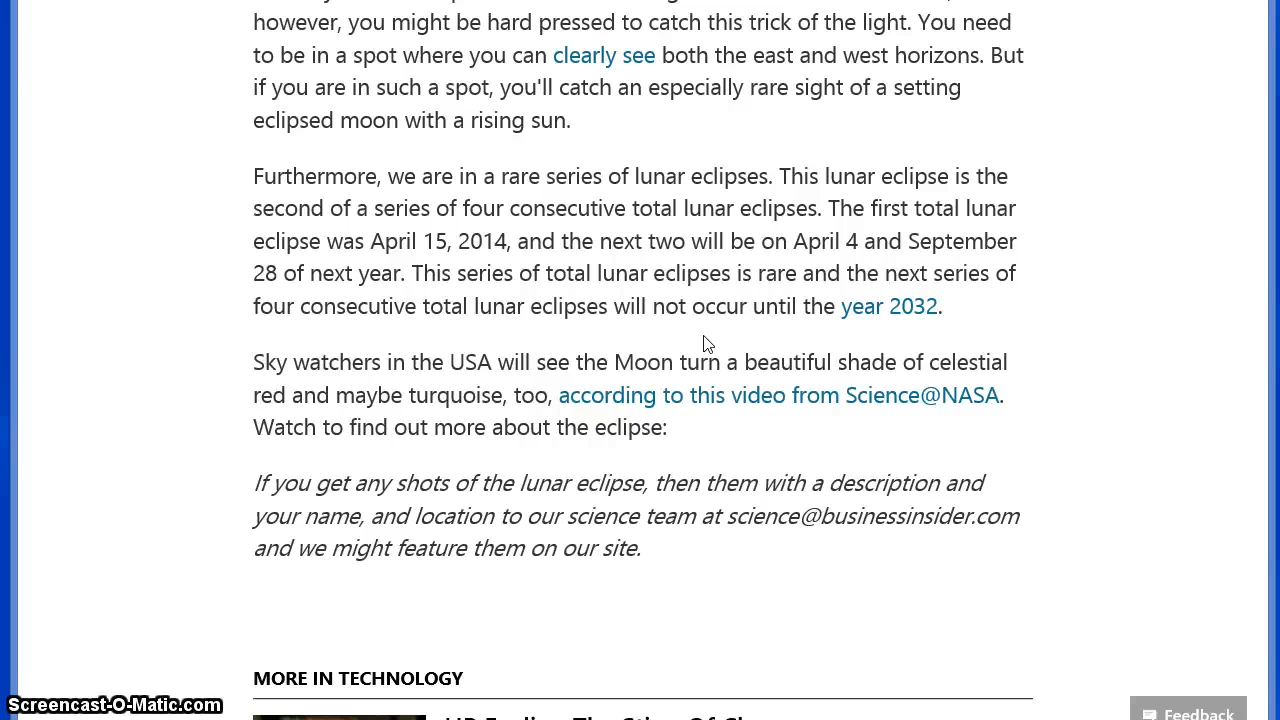 however, you might be hard pressed to catch this trick of the light. You need
to be in a spot where you can clearly see both the east and west horizons. But
if you are in such a spot, you'll catch an especially rare sight of a setting
eclipsed moon with a rising sun.
Furthermore, we are in a rare series of lunar eclipses. This lunar eclipse is the
second of a series of four consecutive total lunar eclipses. The first total lunar
eclipse was April 15, 2014, and the next two will be on April 4 and September
28 of next year. This series of total lunar eclipses is rare and the next series of
four consecutive total lunar eclipses will not occur until the year 2032.
Sky watchers in the USA will see the Moon turn a beautiful shade of celestial
red and maybe turquoise, too, according to this video from Science@NASA.
Watch to find out more about the eclipse:
If you get any shots of the lunar eclipse, then them with a description and
your name, and location to our science team at science@businessinsider.com
and we might feature them on our site.
MORE IN TECHNOLOGY
Screencast-O-Matic.com
Feedback